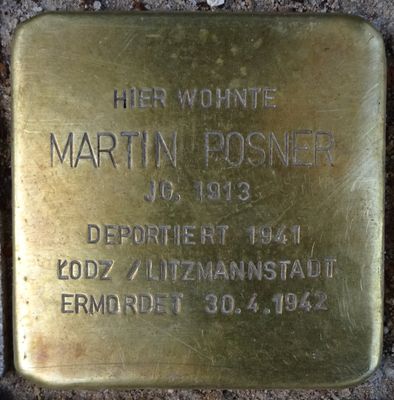 HIER WOHNTE
MARTIN POSNER
JG. 1913
DEPORTIERT 1941
ŁODZ / LITZMANNSTADT
ERMORDET 30.4.1942